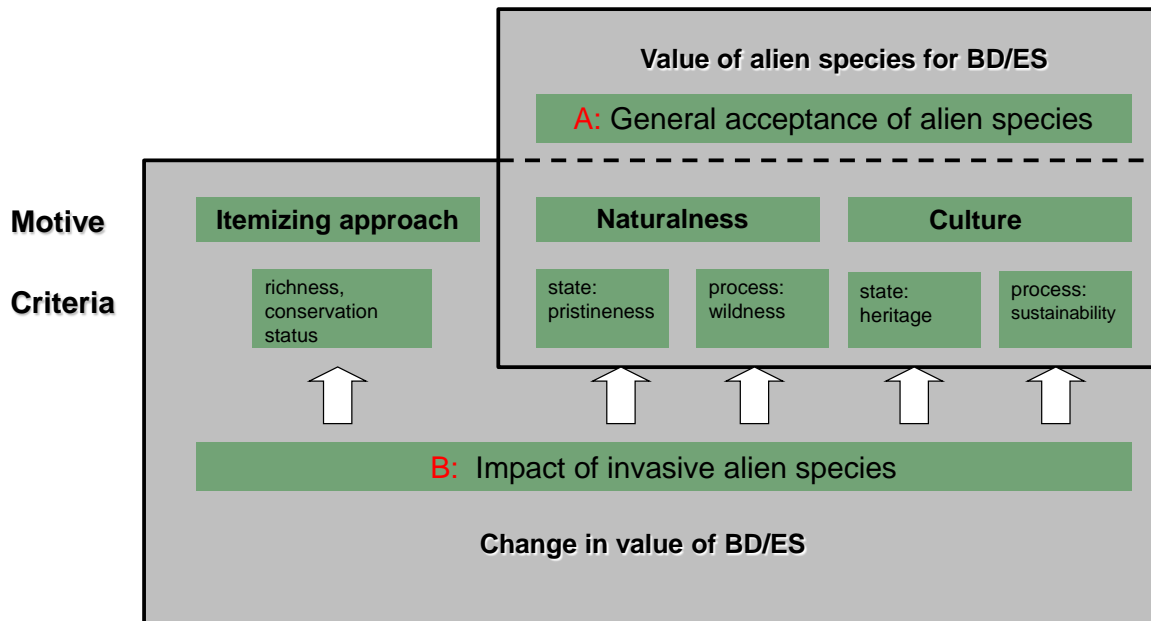 Value of alien species for BD/ES
A: General acceptance of alien species
Motive
Itemizing approach
Naturalness
Culture
Criteria
richness,
conservation
status
state:
pristineness
process:
wildness
state:
heritage
process:
sustainability
B: Impact of invasive alien species
Change in value of BD/ES